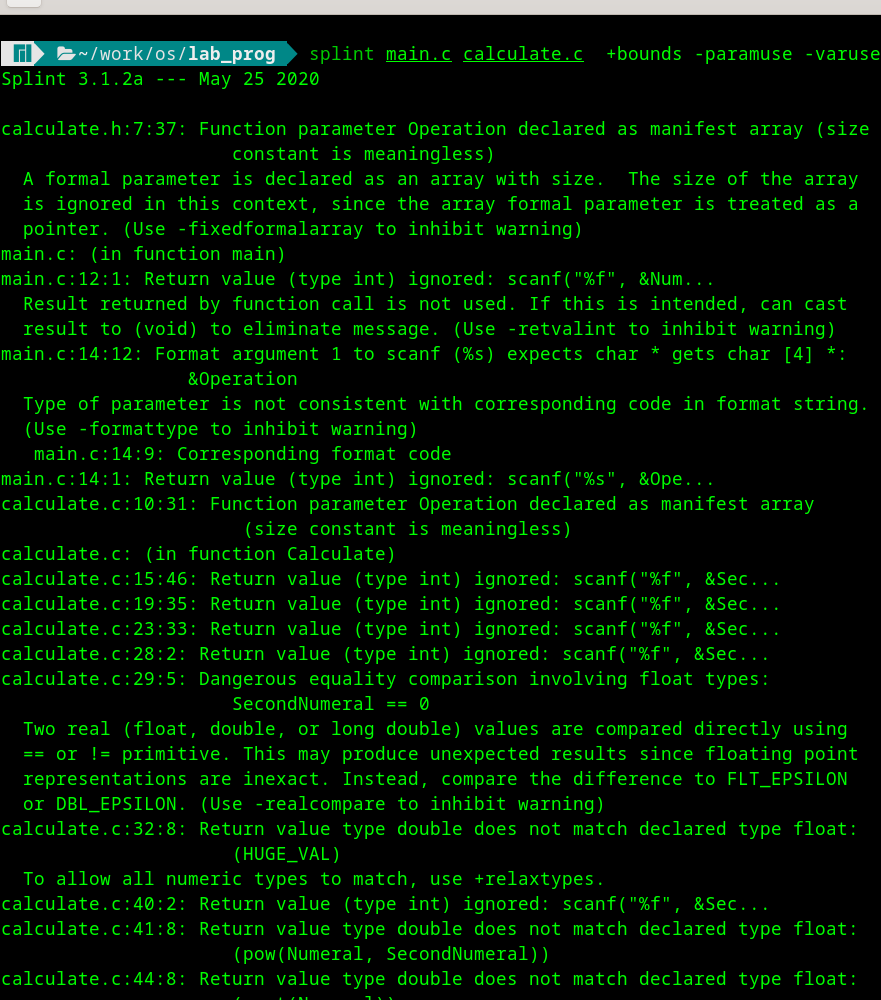 ~/work/os/lab_prog splint main.c calculate.c +bounds -paramuse -varuse
Splint 3.1.2a --- May 25 2020
calculate.h:7:37: Function parameter Operation declared as manifest array (size
constant is meaningless)
A formal parameter is declared as an array with size. The size of the array
is ignored in this context, since the array formal parameter is treated as a
pointer. (Use -fixedformalarray to inhibit warning)
main.c: (in function main)
main.c:12:1: Return value (type int) ignored: scanf("%f", &Num...
Result returned by function call is not used. If this is intended, can cast
result to (void) to eliminate message. (Use -retvalint to inhibit warning)
main.c:14:12: Format argument 1 to scanf (%s) expects char * gets char [4] *:
&Operation
Type of parameter is not consistent with corresponding code in format string.
(Use -formattype to inhibit warning)
main.c:14:9: Corresponding format code
main.c:14:1: Return value (type int) ignored: scanf("%s", &Ope...
calculate.c:10:31: Function parameter Operation declared as manifest array
(size constant is meaningless)
calculate.c: (in function Calculate)
calculate.c:15:46: Return value (type int) ignored: scanf("%f", &Sec...
calculate.c:19:35: Return value (type int) ignored: scanf("%f", &Sec...
calculate.c:23:33: Return value (type int) ignored: scanf("%f", &Sec...
calculate.c:28:2: Return value (type int) ignored: scanf("%f", &Sec...
calculate.c:29:5: Dangerous equality comparison involving float types:
SecondNumeral == 0
Two real (float, double, or long double) values are compared directly using
== or != primitive. This may produce unexpected results since floating point
representations are inexact. Instead, compare the difference to FLT_EPSILON
or DBL_EPSILON. (Use -realcompare to inhibit warning)
calculate.c:32:8: Return value type double does not match declared type float:
(HUGE_VAL)
To allow all numeric types to match, use +relaxtypes.
calculate.c:40:2: Return value (type int) ignored: scanf("%f", &Sec...
calculate.c:41:8: Return value type double does not match declared type float:
(pow(Numeral, SecondNumeral))
calculate.c:44:8: Return value type double does not match declared type float: